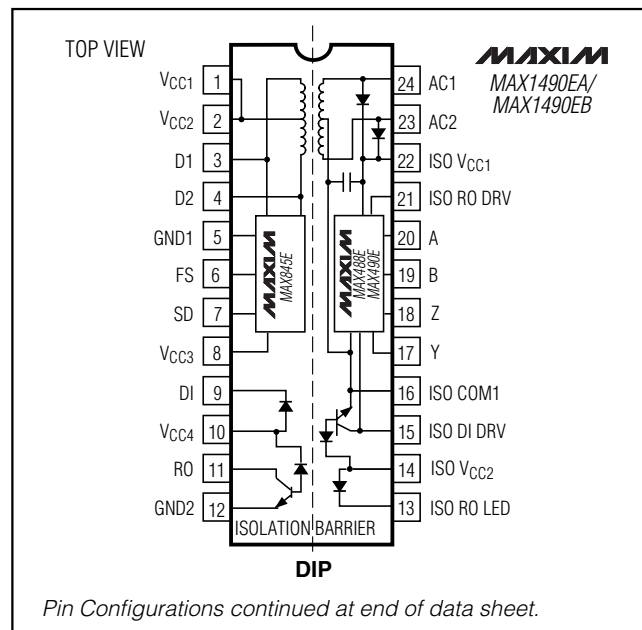 TOP VIEW
MAXIM
MAX1490EA/
MAX1490EB
VCC1 1
VCC2 2
D1 3
D2 4
GND1 5
FS 6
SD 7
VCC3 8
DI 9
VCC4 10
RO 11
GND2 12
24 AC1
23 AC2
22 ISO VCC1
21 ISO RO DRV
20 A
19 B
18 Z
17 Y
16 ISO COM1
15 ISO DI DRV
14 ISO VCC2
13 ISO RO LED
MAXIM
MAX845E
MAXIM
MAX488E
MAX490E
ISOLATION BARRIER
DIP
Pin Configurations continued at end of data sheet.